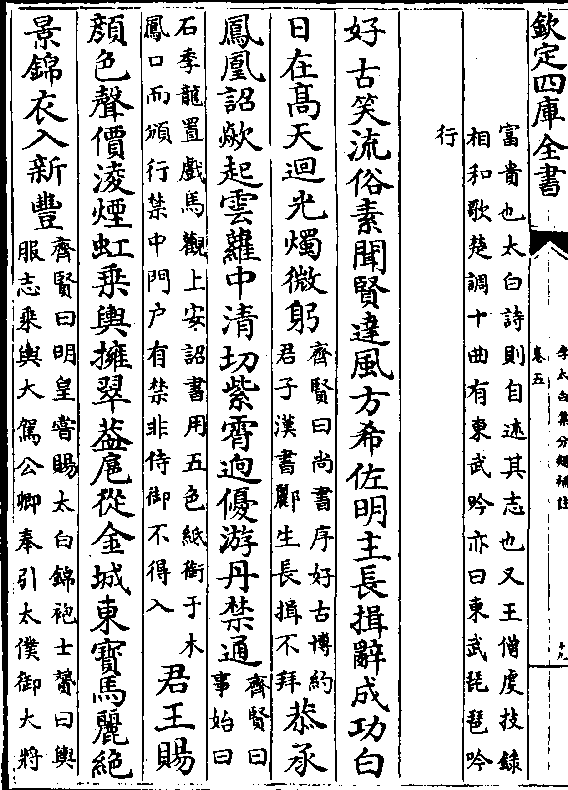 欽定四庫全書
李太白集分類補註
卷五
富貴也太白詩則自述其志也又王僧虔技録
相和歌楚調十曲有東武吟亦曰東武琵琶吟
行
好古笑流俗素聞賢達風方希佐明主長揖辭成功白
日在髙天迴光燭微躬
齊賢曰尚書序好古博約
君子漢書酈生長揖不拜
恭承
鳳凰詔歘起雲蘿中清切紫霄逈優游丹禁通
齊賢曰
事始曰
石季龍置戲馬觀上安詔書用五色紙銜于木
鳳口而頒行禁中門户有禁非侍御不得入
君王賜
顔色聲價淩煙虹乗輿擁翠葢扈從金城東寳馬麗絶
景錦衣入新豐
齊賢曰明皇嘗賜太白錦袍士贇曰輿
服志乗輿大駕公卿奉引太僕御大將